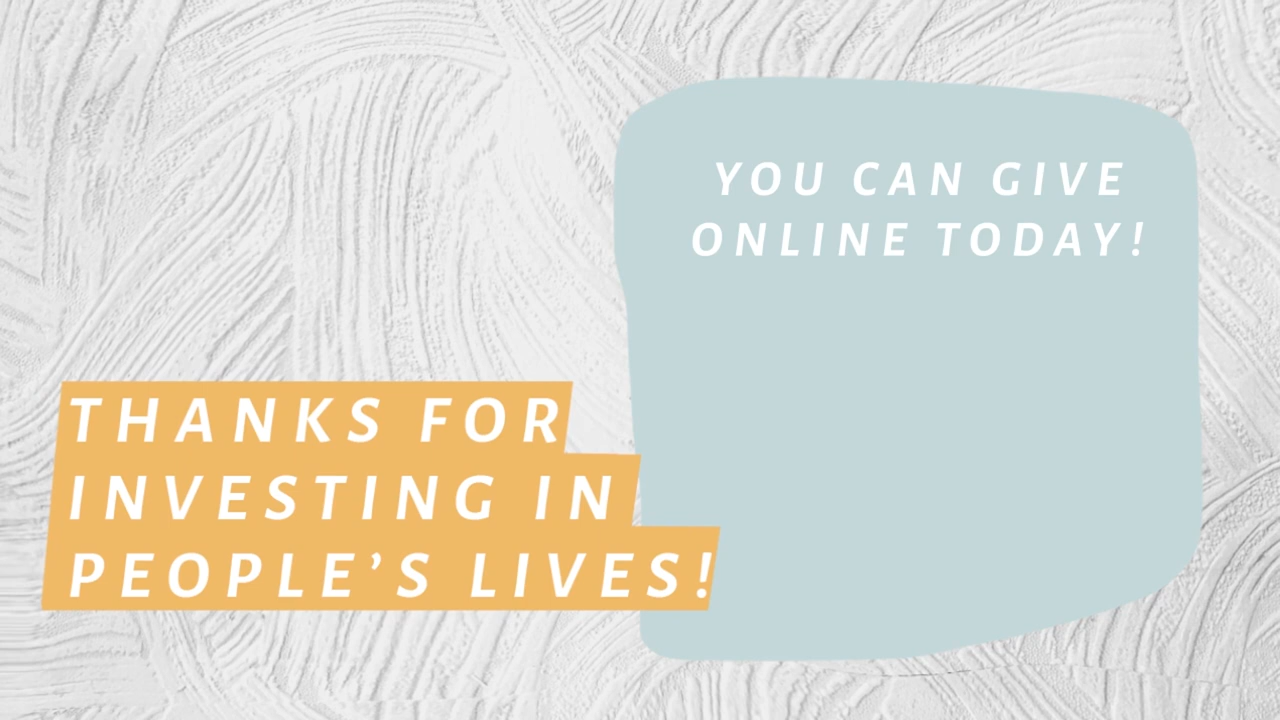 YOU CAN GIVE
ONLINE TODAY!
THANKS FOR
INVESTING IN
PEOPLE’S LIVES!